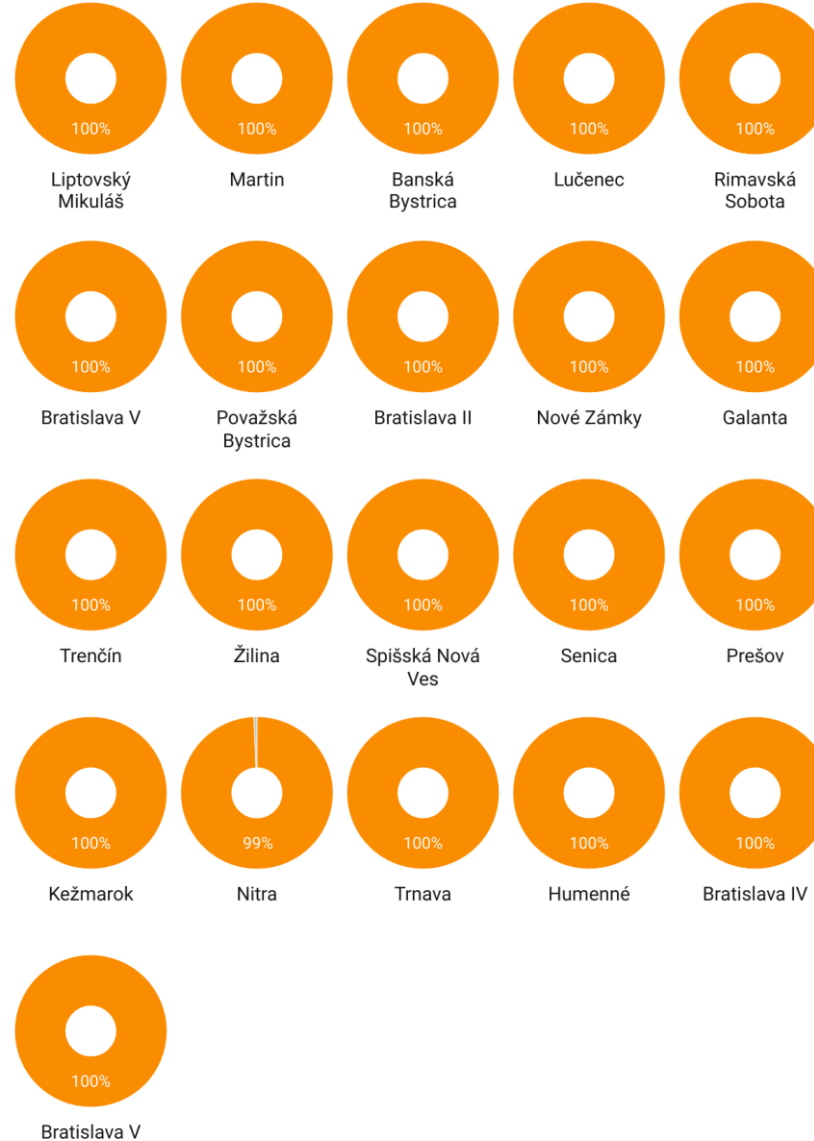 100% 100% 100% 100% 100%
Liptovský Martin Banská Lučenec Rimavská
Mikuláš Bystrica Sobota
100% 100% 100% 100% 100%
Bratislava V Považská Bratislava II Nové Zámky Galanta
Bystrica
100% 100% 100% 100% 100%
Trenčín Žilina Spišská Nová Senica Prešov
Ves
100% 99% 100% 100% 100%
Kežmarok Nitra Trnava Humenné Bratislava IV
100%
Bratislava V